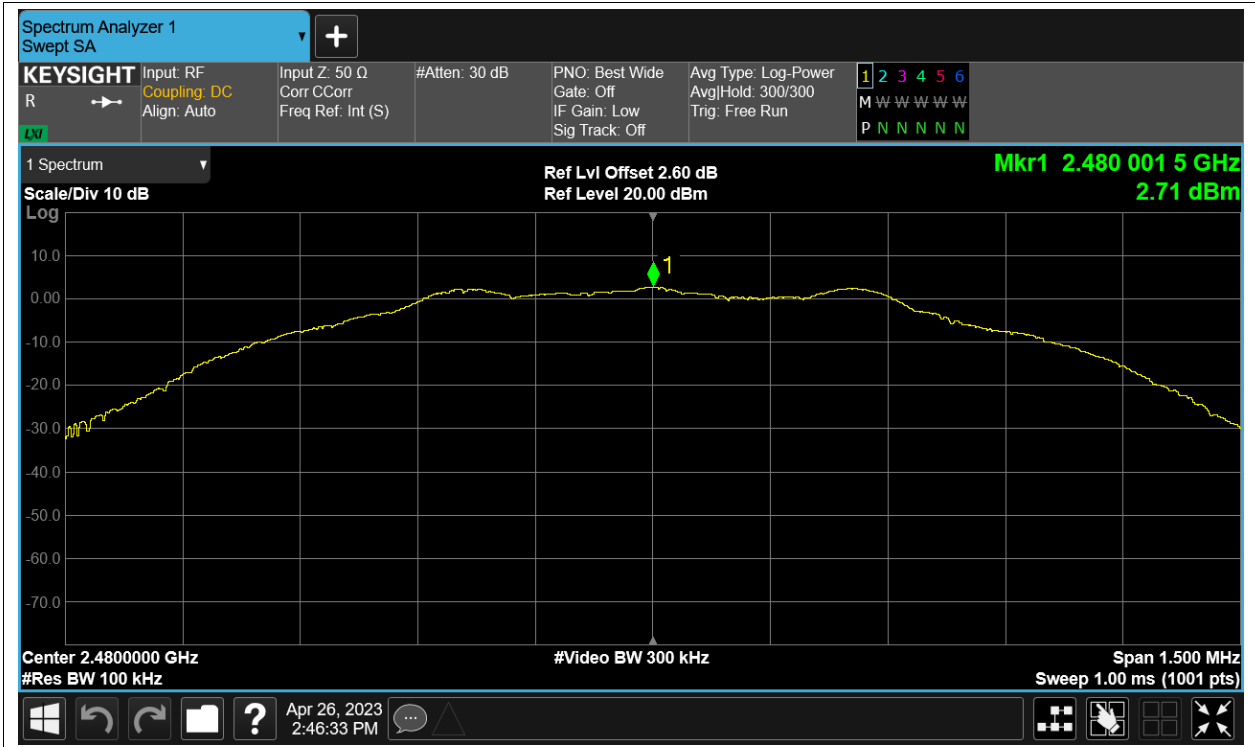 Spectrum Analyzer 1
Swept SA
KEYSIGHT
R
LXI
Input: RF
Coupling: DC
Align: Auto
Input Z: 50 Ω
Corr CCorr
Freq Ref: Int (S)
#Atten: 30 dB
PNO: Best Wide
Gate: Off
IF Gain: Low
Sig Track: Off
Avg Type: Log-Power
Avg|Hold: 300/300
Trig: Free Run
1 2 3 4 5 6
M W W W W W
P N N N N N
1 Spectrum
Scale/Div 10 dB
Log
Ref Lvl Offset 2.60 dB
Ref Level 20.00 dBm
Mkr1 2.480 001 5 GHz
2.71 dBm
1
10.0
0.00
-10.0
-20.0
-30.0
-40.0
-50.0
-60.0
-70.0
Center 2.4800000 GHz
#Res BW 100 kHz
#Video BW 300 kHz
Span 1.500 MHz
Sweep 1.00 ms (1001 pts)
?
Apr 26, 2023
2:46:33 PM